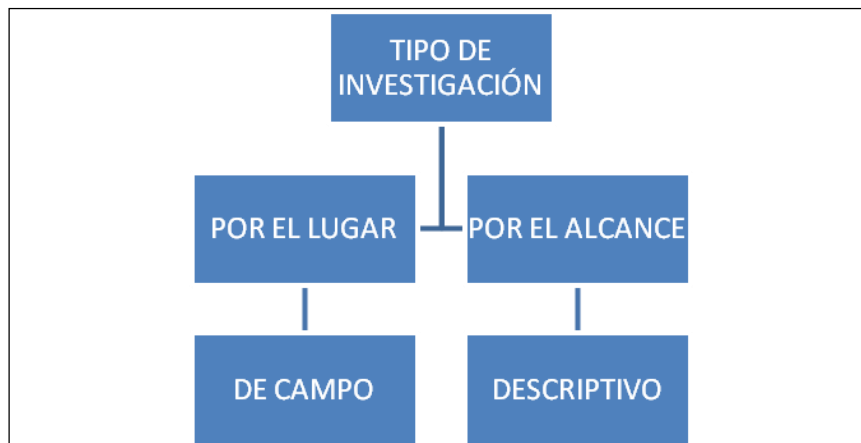 TIPO DE
INVESTIGACIÓN
POR EL LUGAR
POR EL ALCANCE
DE CAMPO
DESCRIPTIVO